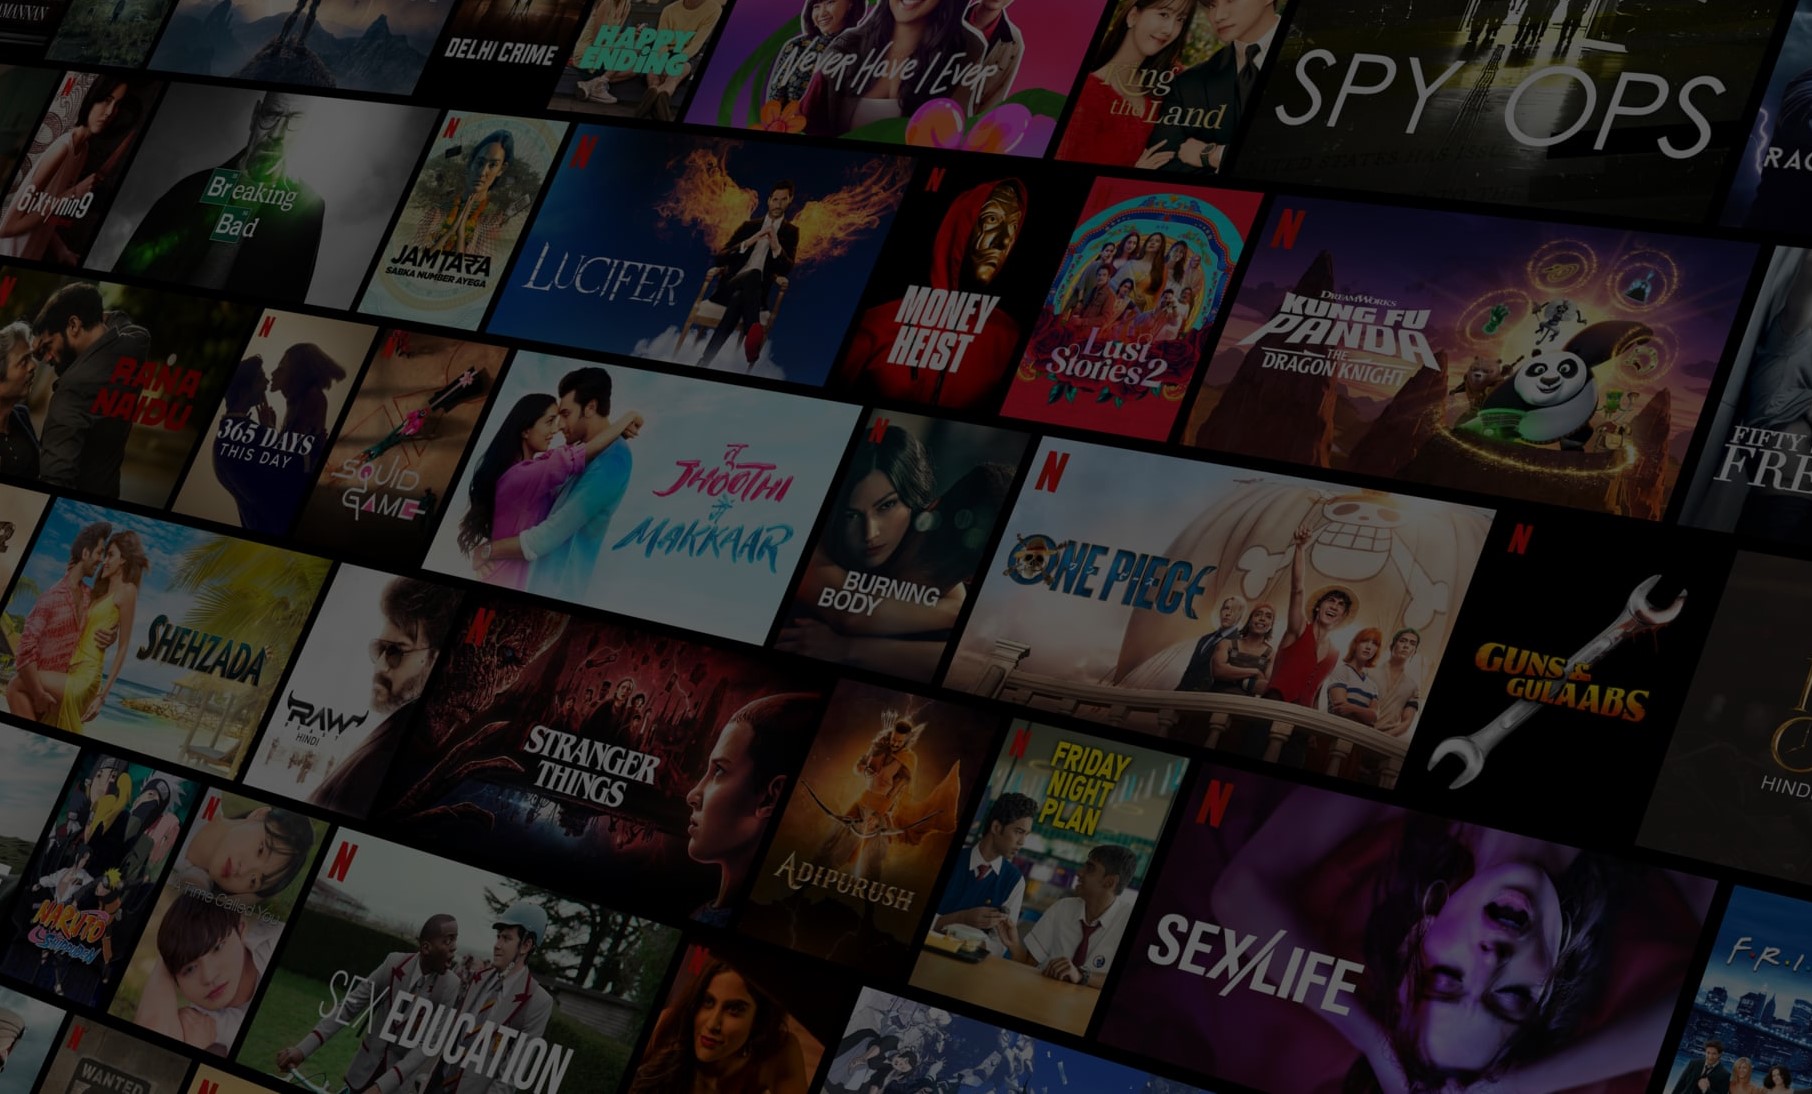 MANNAN
DELHI CRIME
HAPPY
ENDING
Never Have I Ever
King
the Land
SPY OPS
RAG
6ixtynin9
Breaking
Bad
JAMTARA
SABKA NUMBER AYEGA
LUCIFER
MONEY
HEIST
Lust
Stories 2
DREAMWORKS
KUNG FU
PANDA
THE
DRAGON KNIGHT
RANA
NAIDU
365 DAYS
THIS DAY
SQUID
GAME
तू
JHOOTHI
मैं
MAKKAAR
BURNING
BODY
ONE PIECE
FIFTY
FRE
SHEHZADA
RAW
HINDI
STRANGER
THINGS
ADIPURUSH
FRIDAY
NIGHT
PLAN
GUNS &
GULAABS
HIND
NARUTO
SHIPPUDEN
A Time Called You
SEX EDUCATION
SEX/LIFE
F·R·I
WANTED